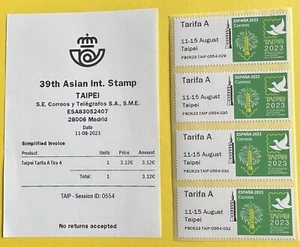 39th Asian Int. Stamp
TAIPEI
S.E. Correos y Telégrafos S.A., S.M.E.
ESA83052407
28006 Madrid
Date
11-08-2023
Simplified Invoice
Product Units Price Amount
Taipei Tarifa A Tira 4 1 3.12€ 3.12€
Total: 1 3.12€
TAIP - Session ID: 0554
No returns accepted
Tarifa A
11-15 August
Taipei
ESPAÑA 2023
Correos
TAIPEI
2023
Tarifa A
11-15 August
Taipei
ESPAÑA 2023
Correos
TAIPEI
2023
Tarifa A
11-15 August
Taipei
ESPAÑA 2023
Correos
TAIPEI
2023
Tarifa A
11-15 August
Taipei
ESPAÑA 2023
Correos
TAIPEI
2023